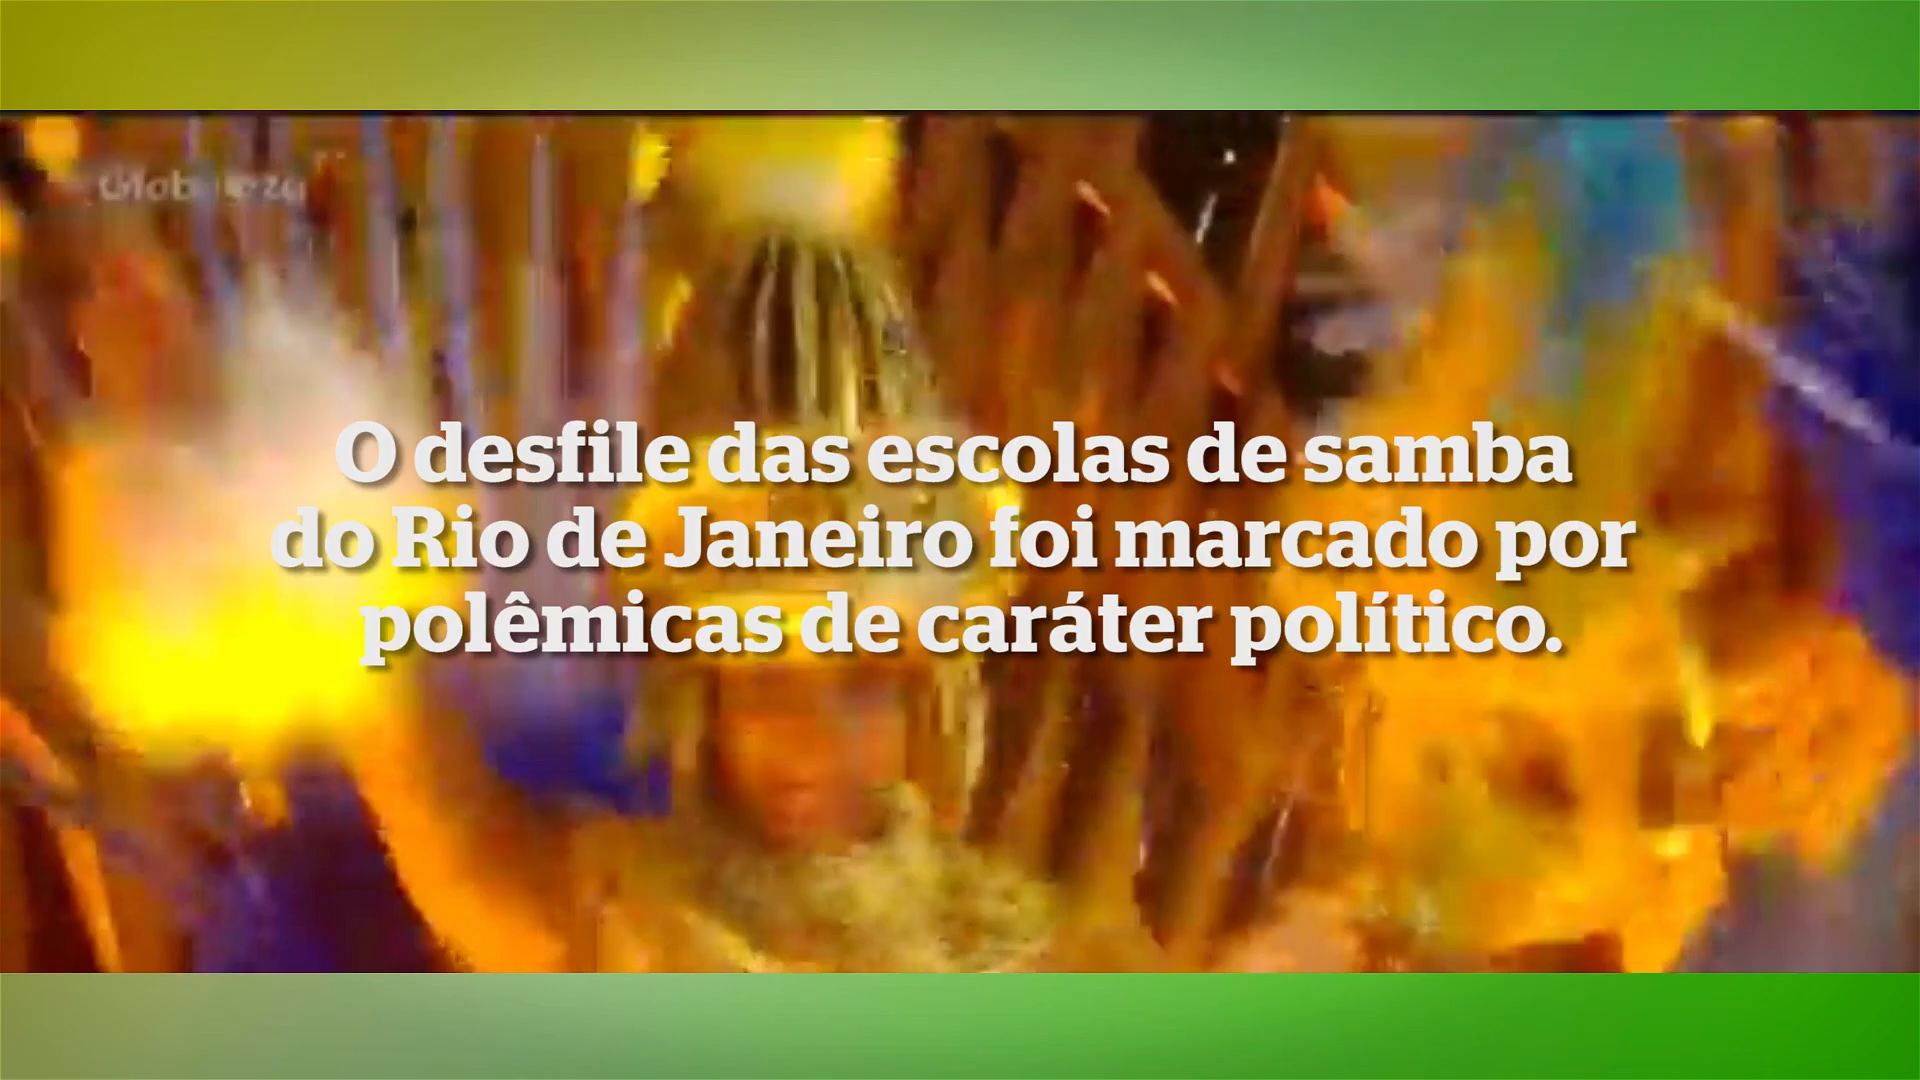 O desfile das escolas de samba
do Rio de Janeiro foi marcado por
polêmicas de caráter político.